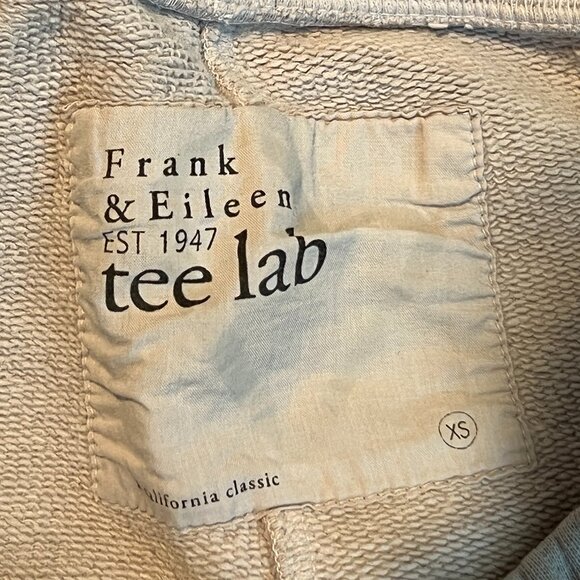 Frank
& Eileen
EST 1947
tee lab
XS
california classic